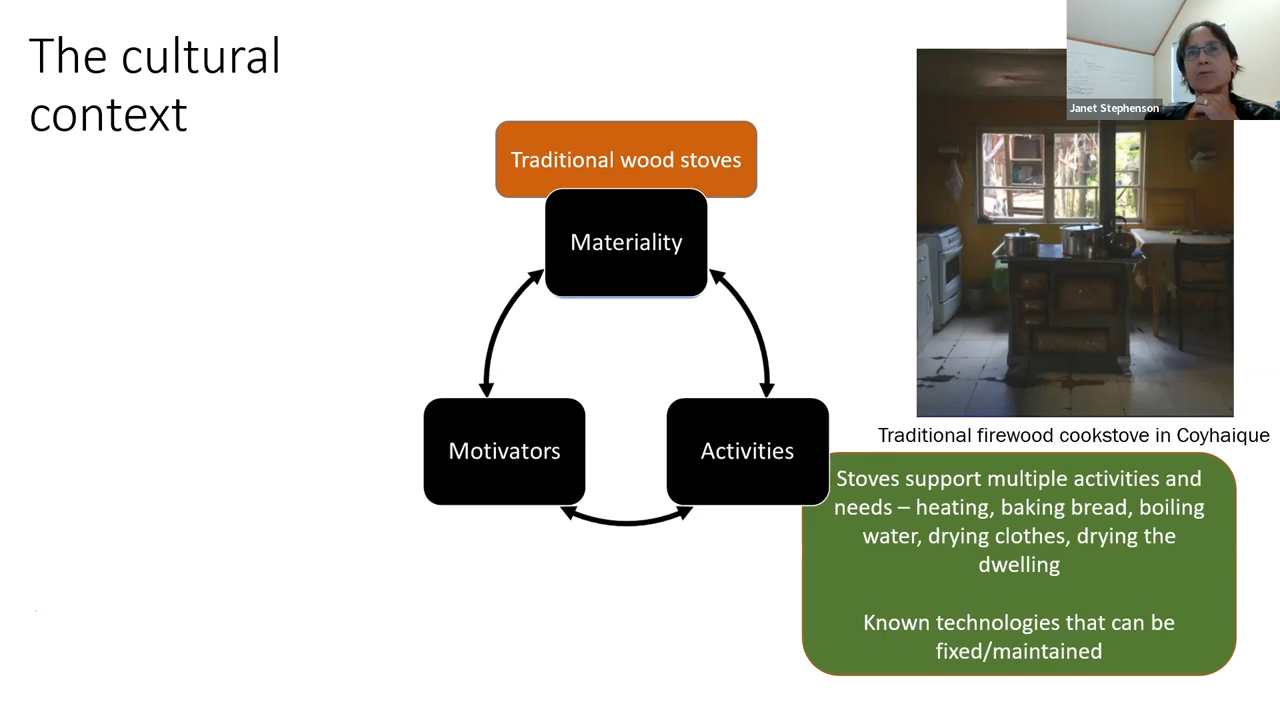 The cultural
context
Janet Stephenson
Traditional wood stoves
Materiality
Motivators
Activities
Traditional firewood cookstove in Coyhaique
Stoves support multiple activities and
needs – heating, baking bread, boiling
water, drying clothes, drying the
dwelling
Known technologies that can be
fixed/maintained